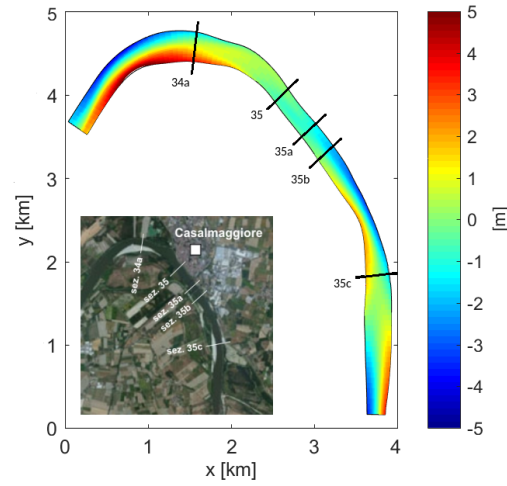 5
4
3
2
1
0
y [km]
0
1
2
3
4
x [km]
34a
35
35a
35b
35c
Casalmaggiore
sez. 34a
sez. 35
sez. 35a
sez. 35b
sez. 35c
5
4
3
2
1
0
-1
-2
-3
-4
-5
[m]